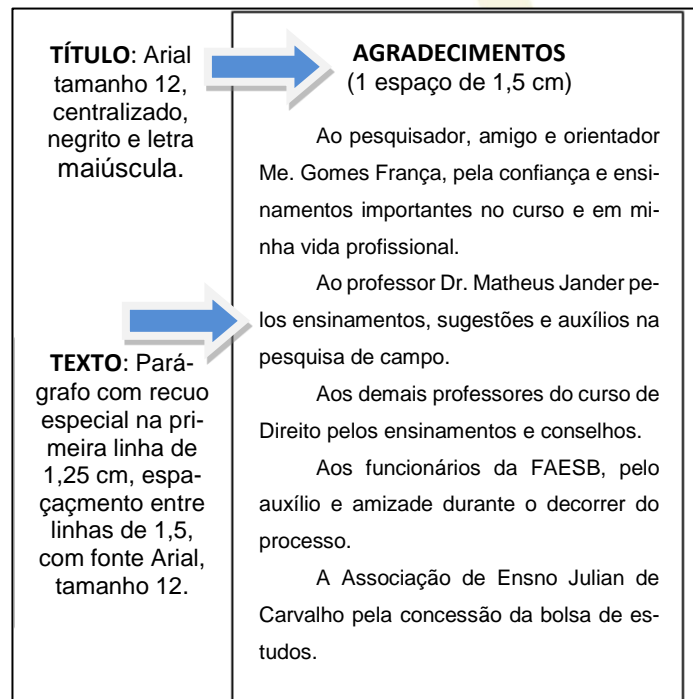 TÍTULO: Arial
tamanho 12,
centralizado,
negrito e letra
maiúscula.
TEXTO: Pará-
grafo com recuo
especial na pri-
meira linha de
1,25 cm, espa-
çaçmento entre
linhas de 1,5,
com fonte Arial,
tamanho 12.
AGRADECIMENTOS
(1 espaço de 1,5 cm)
Ao pesquisador, amigo e orientador
Me. Gomes França, pela confiança e ensi-
namentos importantes no curso e em mi-
nha vida profissional.
Ao professor Dr. Matheus Jander pe-
los ensinamentos, sugestões e auxílios na
pesquisa de campo.
Aos demais professores do curso de
Direito pelos ensinamentos e conselhos.
Aos funcionários da FAESB, pelo
auxílio e amizade durante o decorrer do
processo.
A Associação de Ensno Julian de
Carvalho pela concessão da bolsa de es-
tudos.